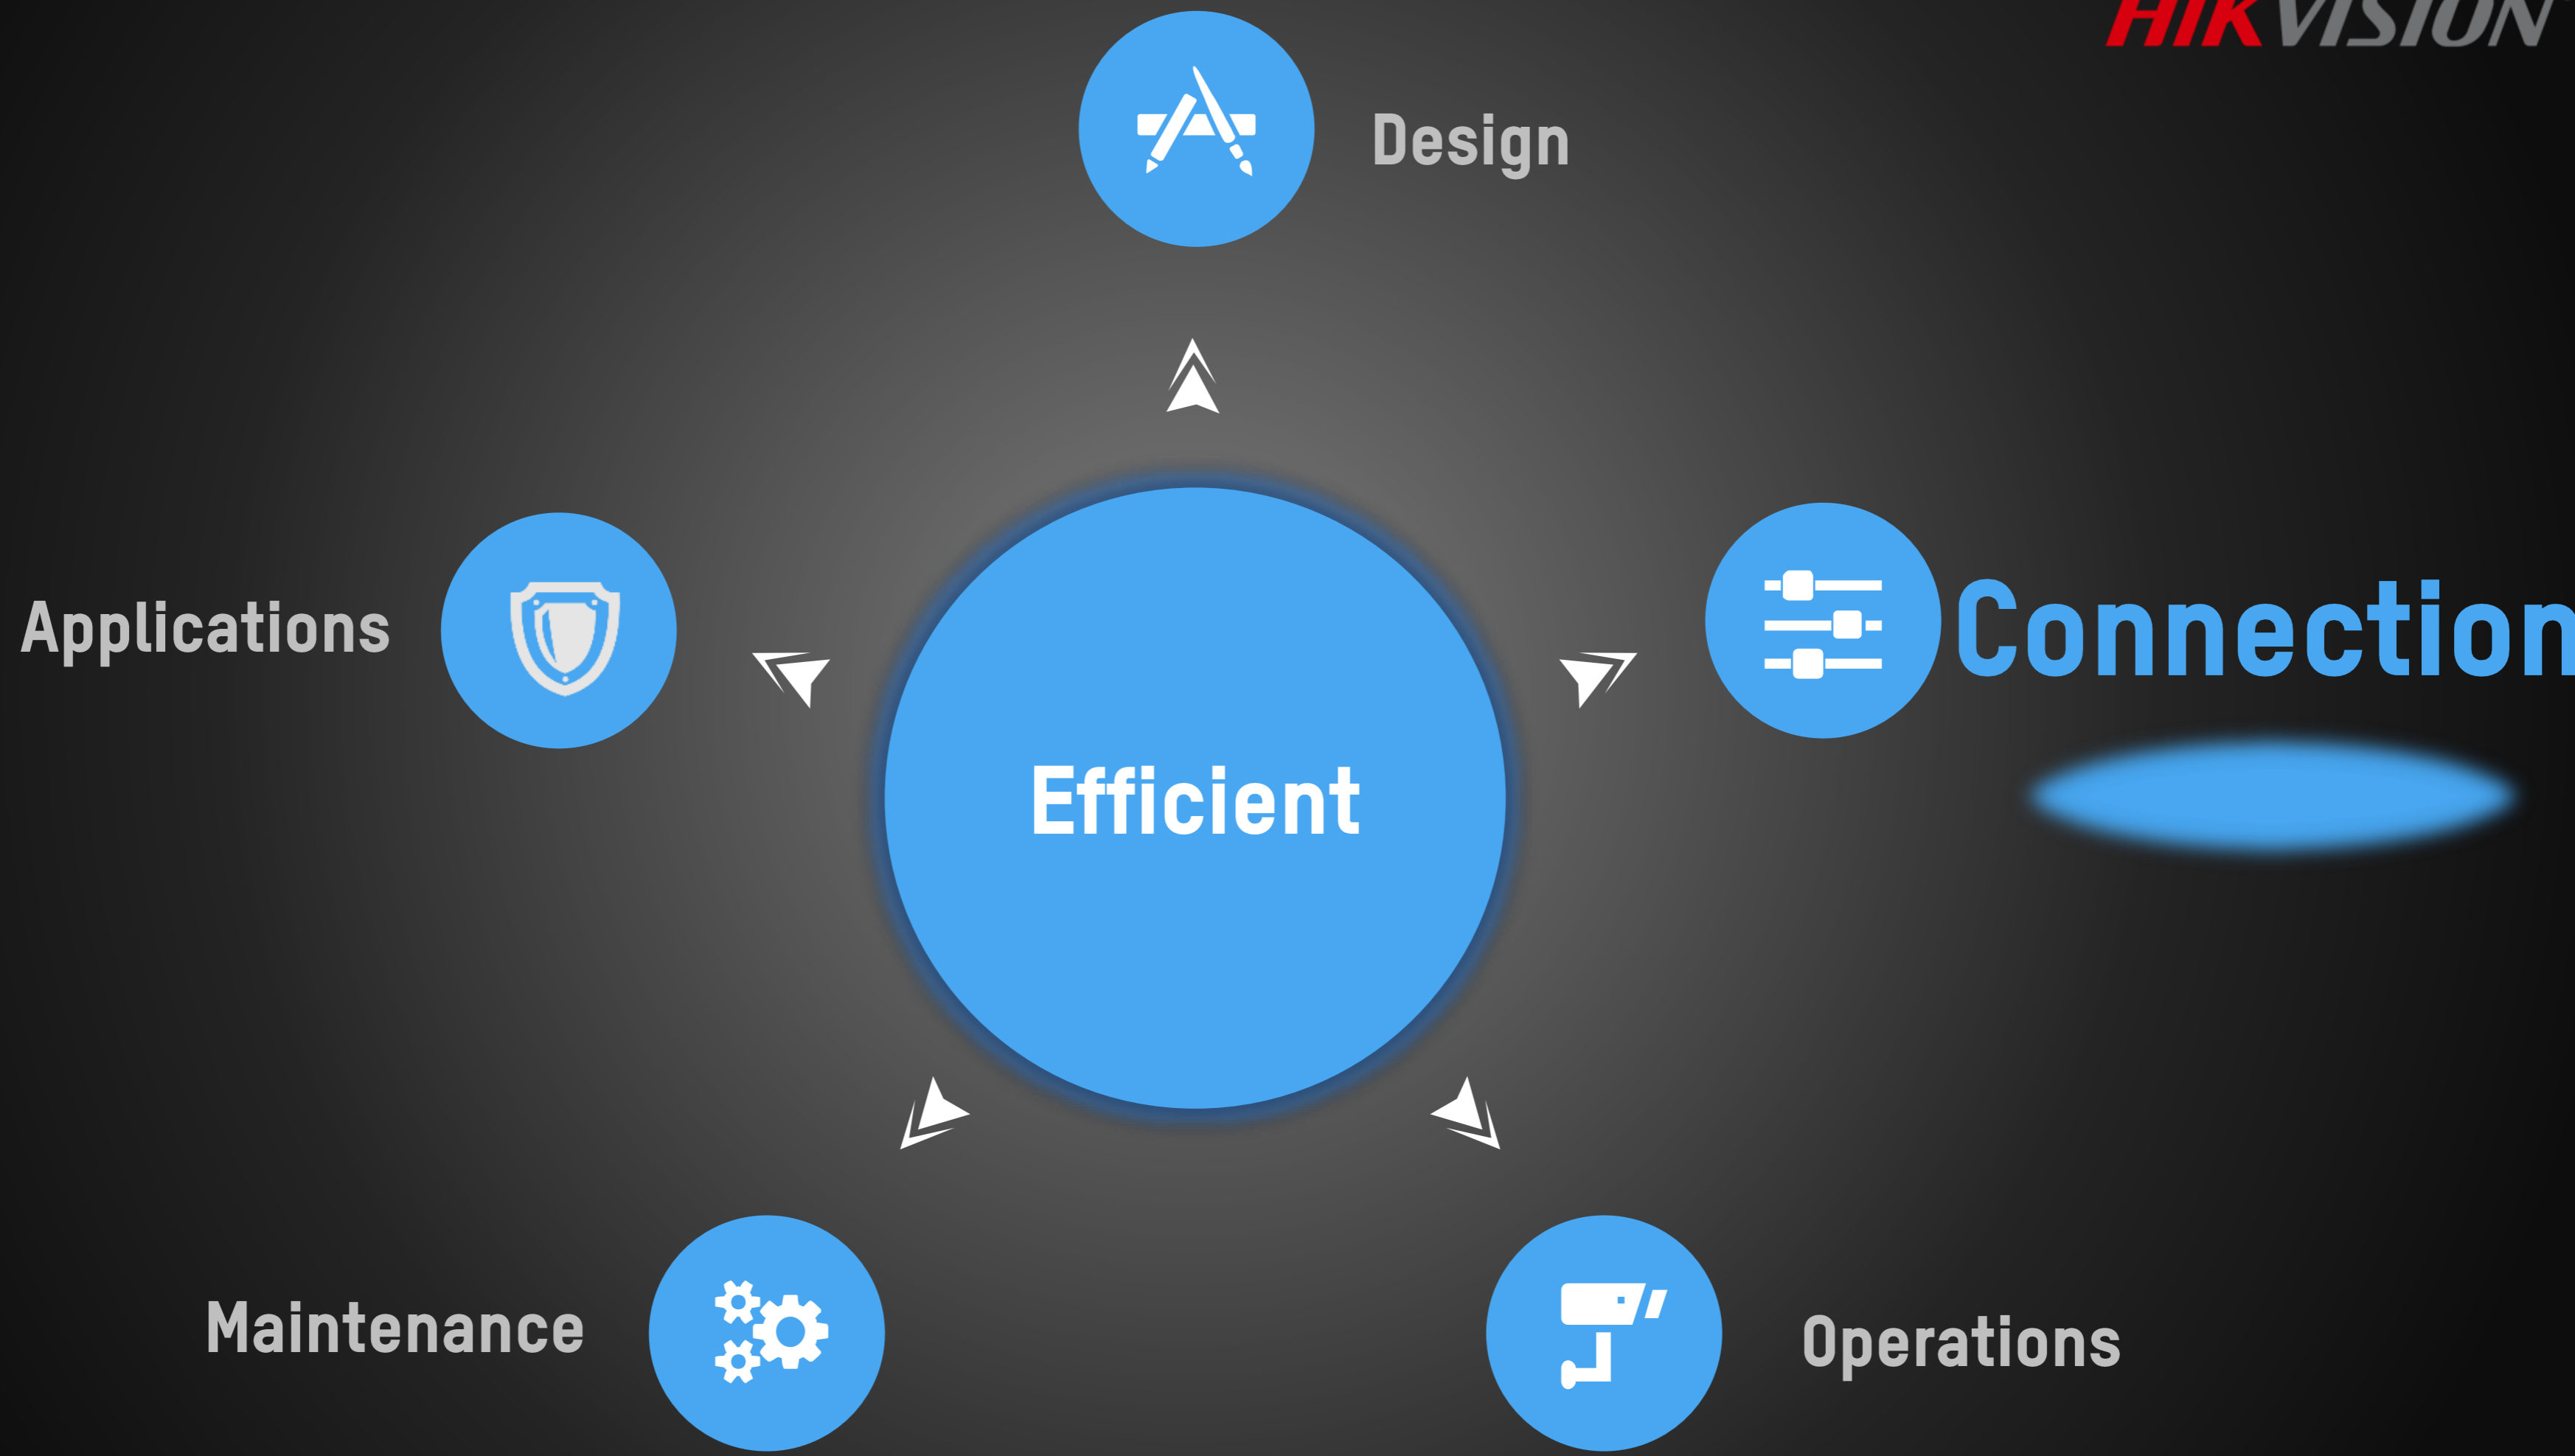 HIKVISION
Design
Applications
Connection
Efficient
Maintenance
Operations